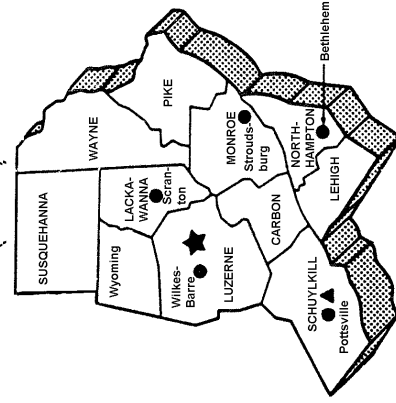 SUSQUEHANNA
WAYNE
PIKE
Wyoming
LACKA-
WANNA
Scran-
ton
Wilkes-
Barre
LUZERNE
MONROE
Strouds-
burg
CARBON
NORTH-
HAMPTON
Bethlehem
LEHIGH
SCHUYLKILL
Pottsville